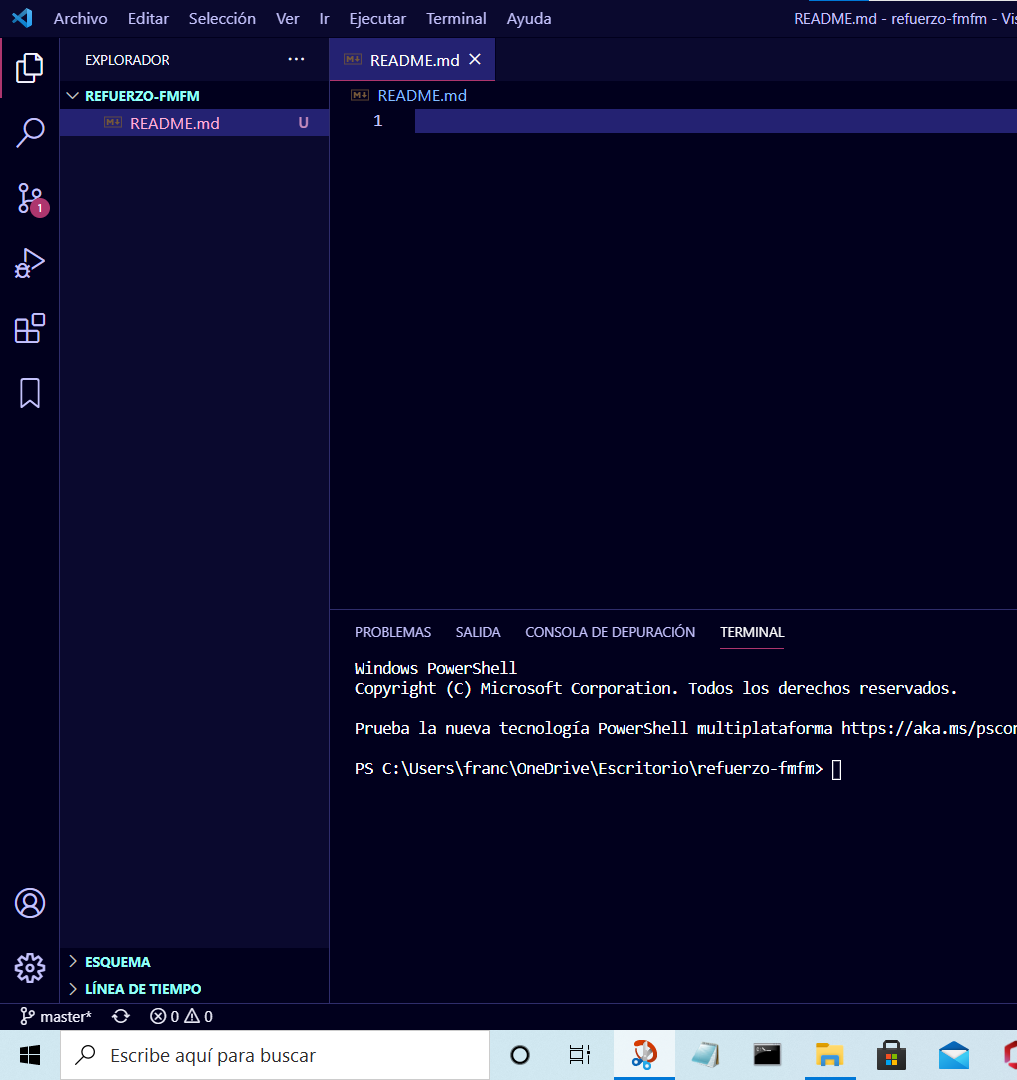 Archivo Editar Selección Ver Ir Ejecutar Terminal Ayuda README.md - refuerzo-fmfm - Vis
EXPLORADOR ···
README.md
REFUERZO-FMFM
README.md U
README.md
1
1
PROBLEMAS SALIDA CONSOLA DE DEPURACIÓN TERMINAL
Windows PowerShell
Copyright (C) Microsoft Corporation. Todos los derechos reservados.
Prueba la nueva tecnología PowerShell multiplataforma https://aka.ms/pscor
PS C:\Users\franc\OneDrive\Escritorio\refuerzo-fmfm>
ESQUEMA
LÍNEA DE TIEMPO
master* 0 0
Escribe aquí para buscar